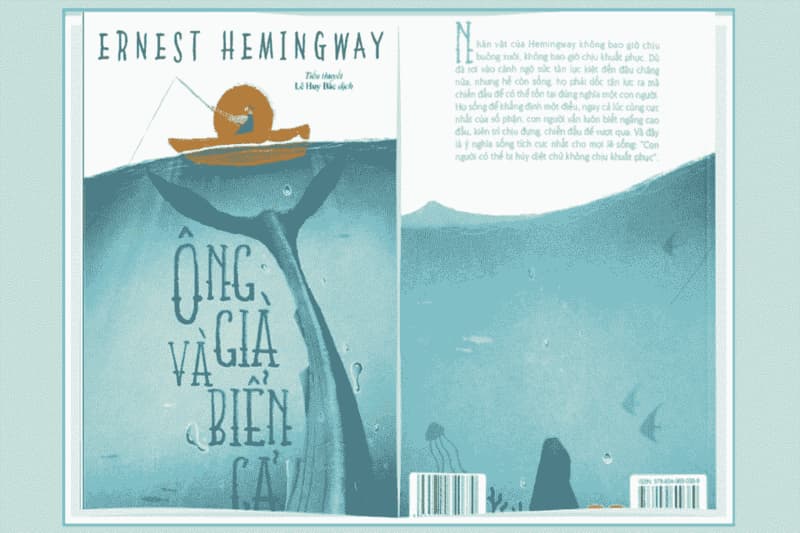 ERNEST HEMINGWAY
Tiểu thuyết
Lê Huy Bắc dịch
ÔNG
GIÀ
VÀ
BIỂN
CẢ
Nhân vật của Hemingway không bao giờ chịu
buông xuôi, không bao giờ chịu khuất phục. Dù
đã rơi vào cảnh ngộ sức tàn lực kiệt đến đâu chăng
nữa, nhưng hễ còn sống, họ phải dốc tận lực ra mà
chiến đấu để có thể tồn tại đúng nghĩa một con người.
Họ sống để khẳng định một điều, ngay cả lúc cùng cực
nhất của số phận, con người vẫn luôn biết ngẩng cao
đầu, kiên trì chịu đựng, chiến đấu để vượt qua. Và đây
là ý nghĩa sống tích cực nhất cho mọi lẽ sống: "Con
người có thể bị hủy diệt chứ không chịu khuất phục".
ISBN: